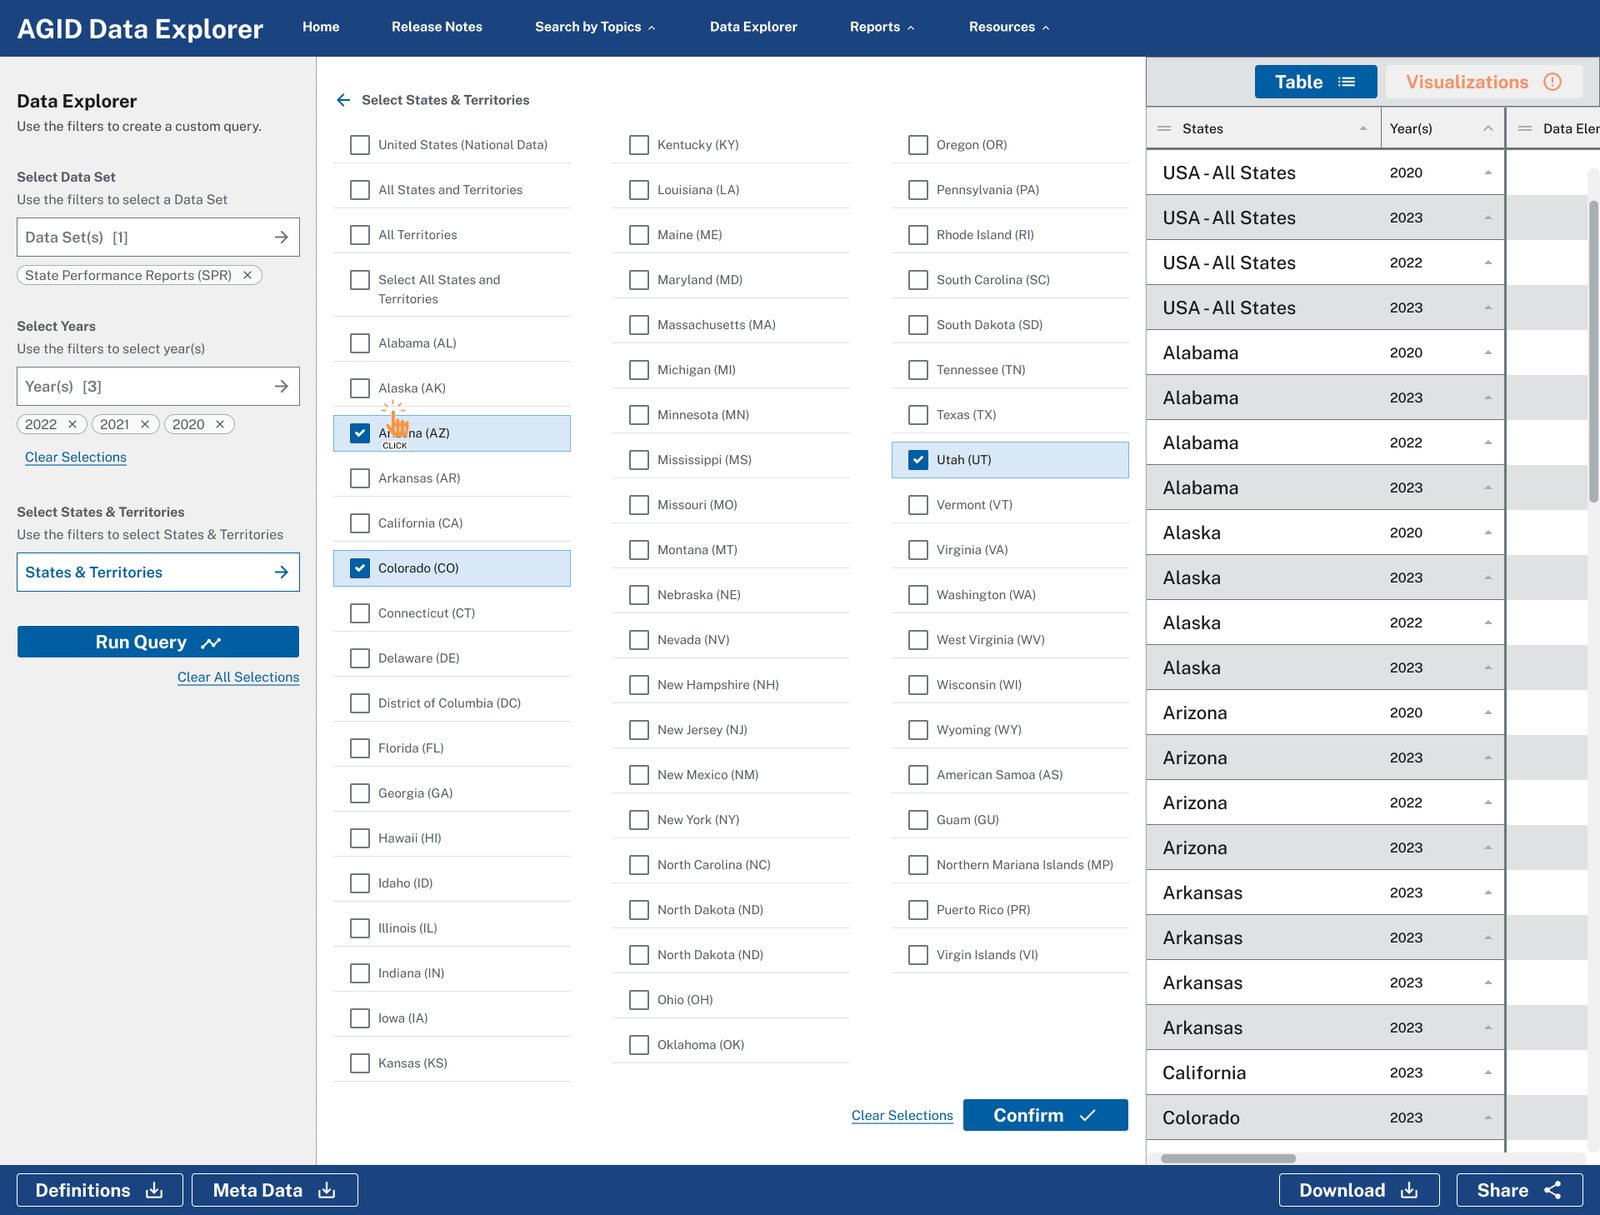 AGID Data Explorer
Home
Release Notes
Search by Topics
Data Explorer
Reports
Resources
Data Explorer
Use the filters to create a custom query.
Select Data Set
Use the filters to select a Data Set
Data Set(s) [1]
State Performance Reports (SPR)
Select Years
Use the filters to select year(s)
Year(s) [3]
2022
2021
2020
Clear Selections
Select States & Territories
Use the filters to select States & Territories
States & Territories
Run Query
Clear All Selections
Select States & Territories
United States (National Data)
All States and Territories
All Territories
Select All States and
Territories
Alabama (AL)
Alaska (AK)
Arizona (AZ)
CLICK
Arkansas (AR)
California (CA)
Colorado (CO)
Connecticut (CT)
Delaware (DE)
District of Columbia (DC)
Florida (FL)
Georgia (GA)
Hawaii (HI)
Idaho (ID)
Illinois (IL)
Indiana (IN)
Iowa (IA)
Kansas (KS)
Kentucky (KY)
Louisiana (LA)
Maine (ME)
Maryland (MD)
Massachusetts (MA)
Michigan (MI)
Minnesota (MN)
Mississippi (MS)
Missouri (MO)
Montana (MT)
Nebraska (NE)
Nevada (NV)
New Hampshire (NH)
New Jersey (NJ)
New Mexico (NM)
New York (NY)
North Carolina (NC)
North Dakota (ND)
North Dakota (ND)
Ohio (OH)
Oklahoma (OK)
Oregon (OR)
Pennsylvania (PA)
Rhode Island (RI)
South Carolina (SC)
South Dakota (SD)
Tennessee (TN)
Texas (TX)
Utah (UT)
Vermont (VT)
Virginia (VA)
Washington (WA)
West Virginia (WV)
Wisconsin (WI)
Wyoming (WY)
American Samoa (AS)
Guam (GU)
Northern Mariana Islands (MP)
Puerto Rico (PR)
Virgin Islands (VI)
Clear Selections
Confirm
Table
Visualizations
States Year(s) Data Eler
USA - All States 2020
USA - All States 2023
USA - All States 2022
USA - All States 2023
Alabama 2020
Alabama 2023
Alabama 2022
Alabama 2023
Alaska 2020
Alaska 2023
Alaska 2022
Alaska 2023
Arizona 2020
Arizona 2023
Arizona 2022
Arizona 2023
Arkansas 2023
Arkansas 2023
Arkansas 2023
Arkansas 2023
California 2023
Colorado 2023
Definitions
Meta Data
Download
Share